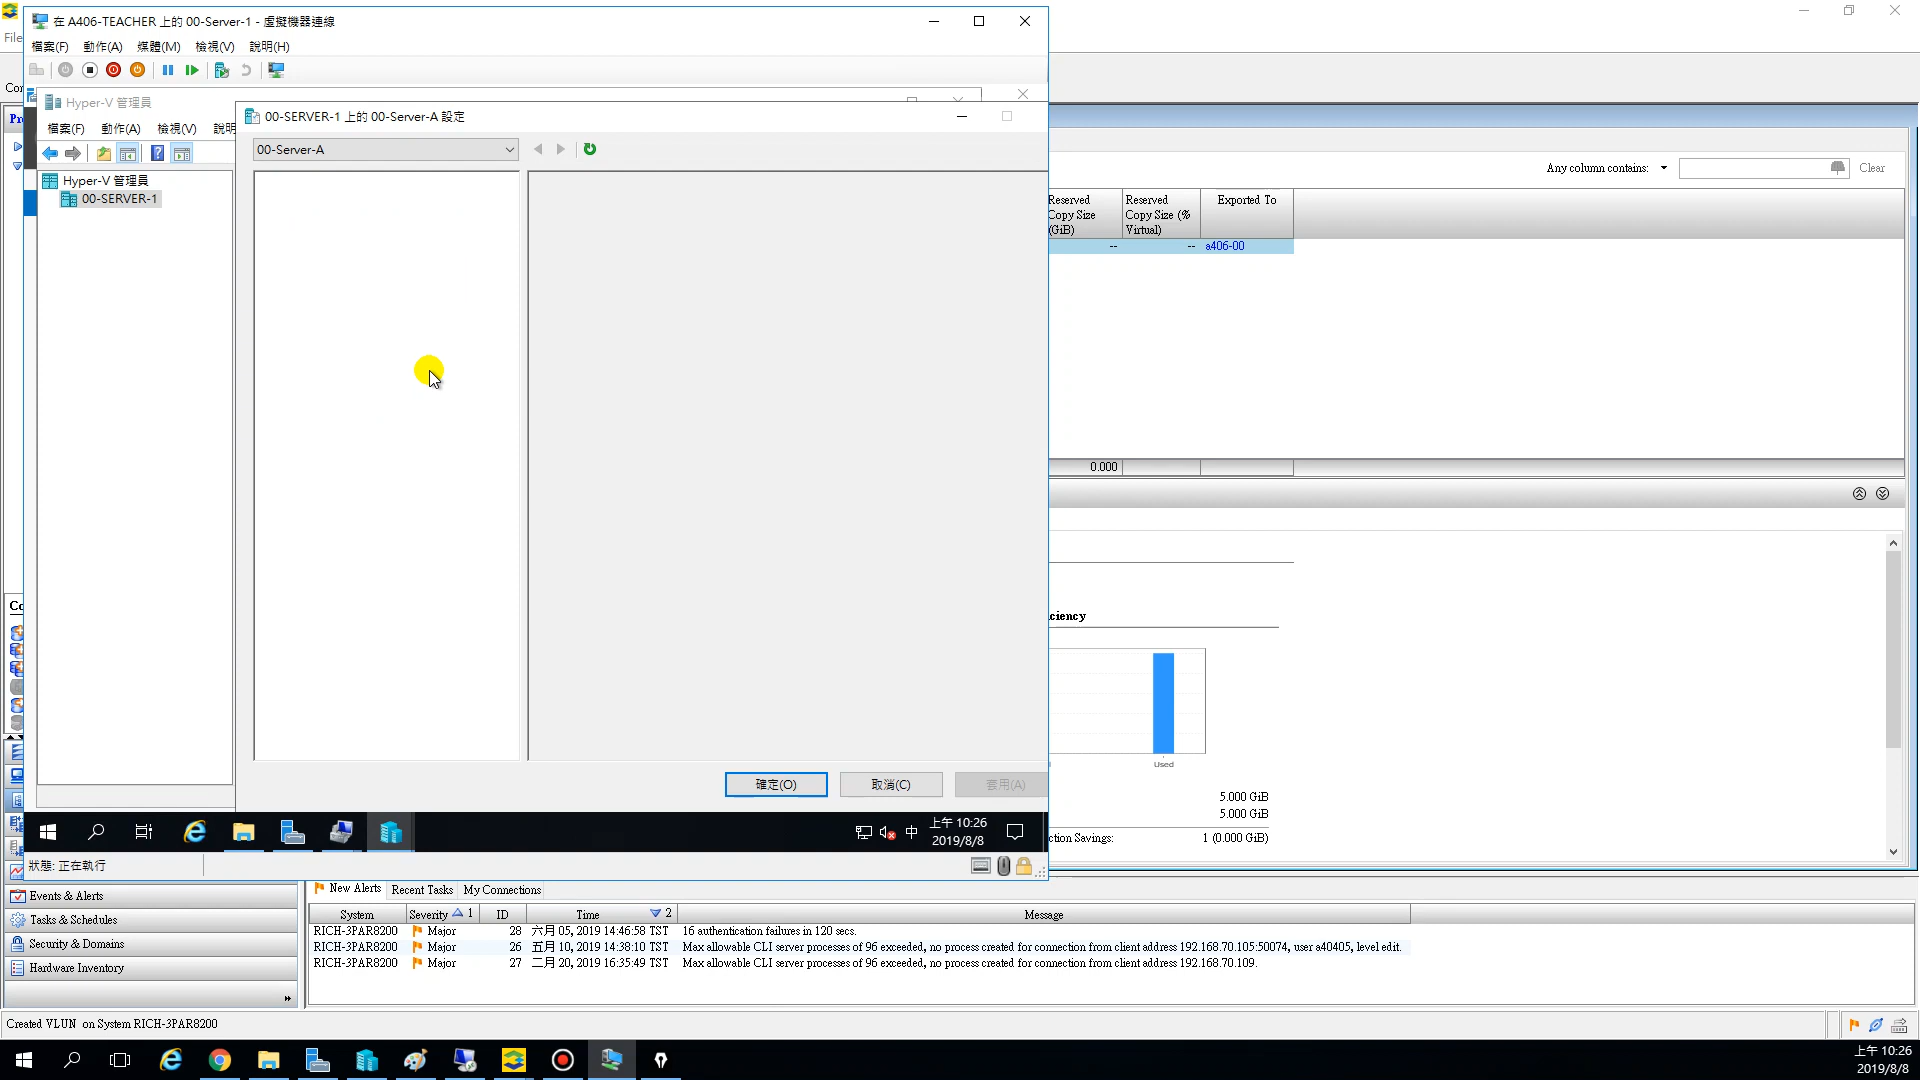 在 A406-TEACHER 上的 00-Server-1 - 虛擬機器連線
File
檔案(F) 動作(A) 媒體(M) 檢視(V) 說明(H)
Hyper-V 管理員
00-SERVER-1 上的 00-Server-A 設定
檔案(F) 動作(A) 檢視(V) 說明
00-Server-A
Hyper-V 管理員
00-SERVER-1
Any column contains: Clear
Reserved Copy Size (GiB)
Reserved Copy Size (% Virtual)
Exported To
-- -- a406-00
0.000
ciency
Used
5.000 GiB
5.000 GiB
ction Savings: 1 (0.000 GiB)
確定(O) 取消(C) 套用(A)
中 上午 10:26
2019/8/8
狀態: 正在執行
Events & Alerts
Tasks & Schedules
Security & Domains
Hardware Inventory
New Alerts Recent Tasks My Connections
System Severity 1 ID Time 2 Message
RICH-3PAR8200 Major 28 六月 05, 2019 14:46:58 TST 16 authentication failures in 120 secs.
RICH-3PAR8200 Major 26 五月 10, 2019 14:38:10 TST Max allowable CLI server processes of 96 exceeded, no process created for connection from client address 192.168.70.105:50074, user a40405, level edit.
RICH-3PAR8200 Major 27 二月 20, 2019 16:35:49 TST Max allowable CLI server processes of 96 exceeded, no process created for connection from client address 192.168.70.109.
Created VLUN on System RICH-3PAR8200
上午 10:26
2019/8/8